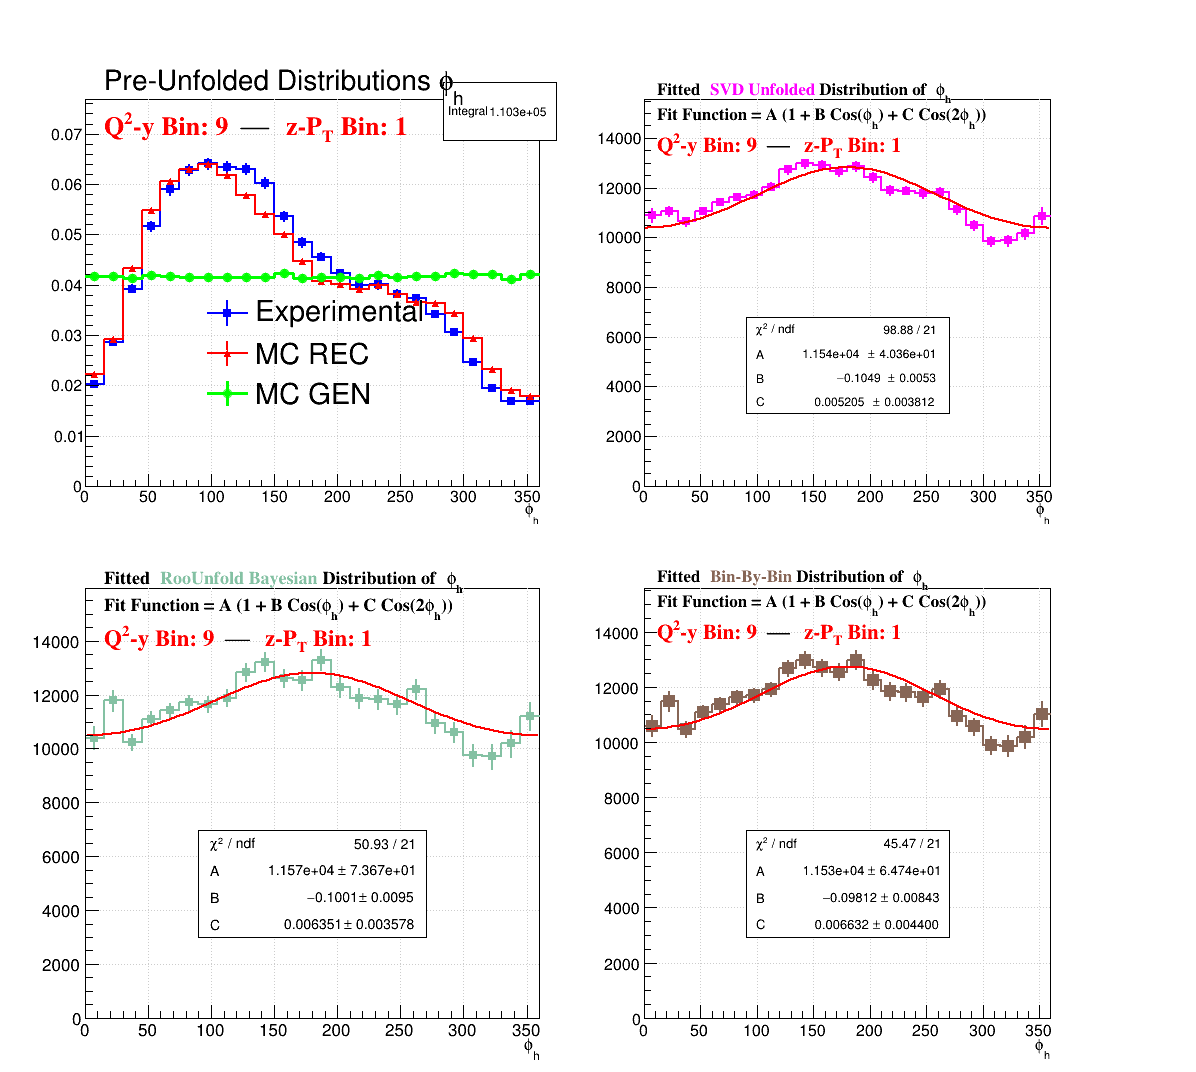 Pre-Unfolded Distributions ϕh
Integral 1.103e+05
Q2-y Bin: 9 — z-PT Bin: 1
0.07
0.06
0.05
0.04
0.03
0.02
0.01
0
Experimental
MC REC
MC GEN
0 50 100 150 200 250 300 350
ϕh
Fitted SVD Unfolded Distribution of ϕh
Fit Function = A (1 + B Cos(ϕh) + C Cos(2ϕh))
Q2-y Bin: 9 — z-PT Bin: 1
14000
12000
10000
8000
6000
4000
2000
0
χ2 / ndf 98.88 / 21
A 1.154e+04 ± 4.036e+01
B −0.1049 ± 0.0053
C 0.005205 ± 0.003812
0 50 100 150 200 250 300 350
ϕh
Fitted RooUnfold Bayesian Distribution of ϕh
Fit Function = A (1 + B Cos(ϕh) + C Cos(2ϕh))
Q2-y Bin: 9 — z-PT Bin: 1
14000
12000
10000
8000
6000
4000
2000
0
χ2 / ndf 50.93 / 21
A 1.157e+04 ± 7.367e+01
B −0.1001 ± 0.0095
C 0.006351 ± 0.003578
0 50 100 150 200 250 300 350
ϕh
Fitted Bin-By-Bin Distribution of ϕh
Fit Function = A (1 + B Cos(ϕh) + C Cos(2ϕh))
Q2-y Bin: 9 — z-PT Bin: 1
14000
12000
10000
8000
6000
4000
2000
0
χ2 / ndf 45.47 / 21
A 1.153e+04 ± 6.474e+01
B −0.09812 ± 0.00843
C 0.006632 ± 0.004400
0 50 100 150 200 250 300 350
ϕh